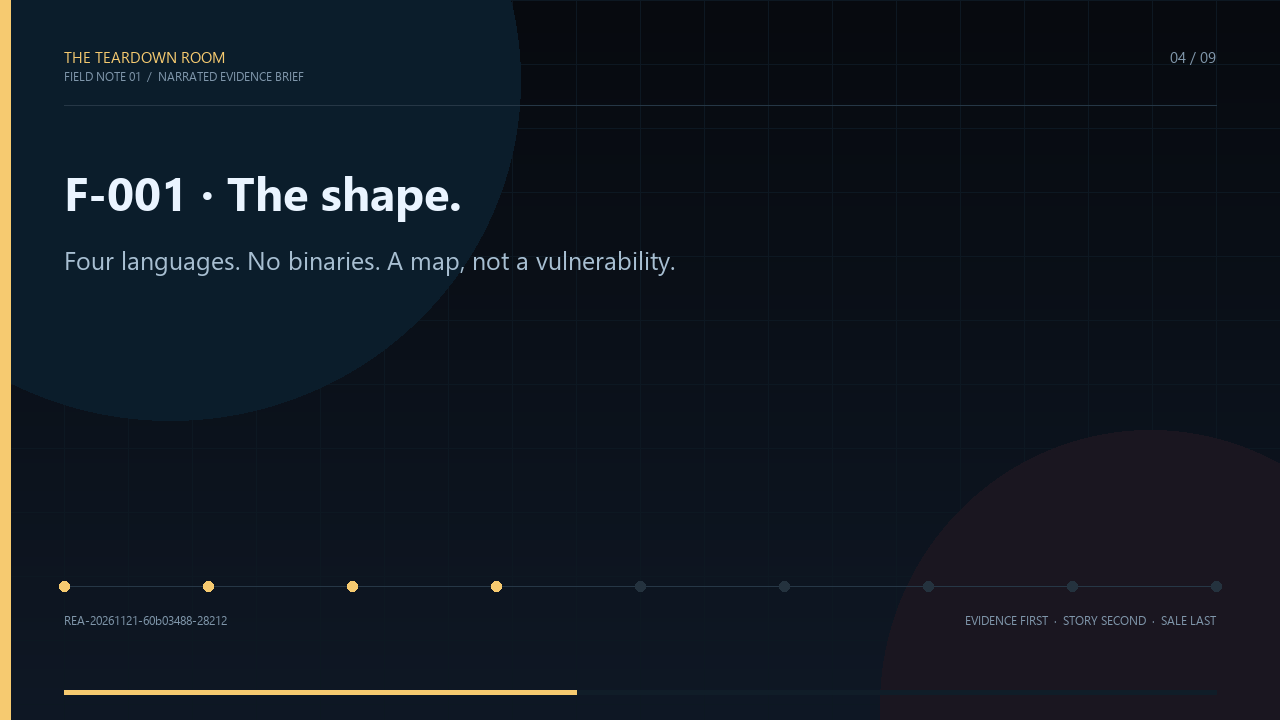 THE TEARDOWN ROOM
04 / 09
FIELD NOTE 01 / NARRATED EVIDENCE BRIEF
F-001 · The shape.
Four languages. No binaries. A map, not a vulnerability.
REA-20261121-60b03488-28212
EVIDENCE FIRST · STORY SECOND · SALE LAST